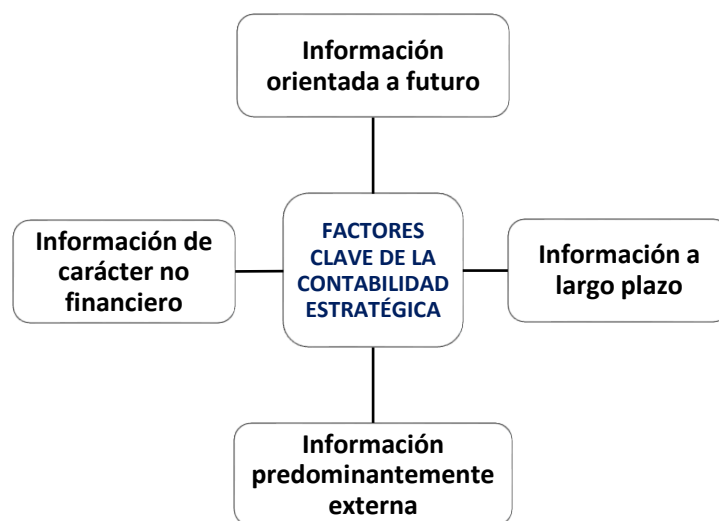 Información
orientada a futuro
Información de
carácter no
financiero
FACTORES
CLAVE DE LA
CONTABILIDAD
ESTRATÉGICA
Información a
largo plazo
Información
predominantemente
externa